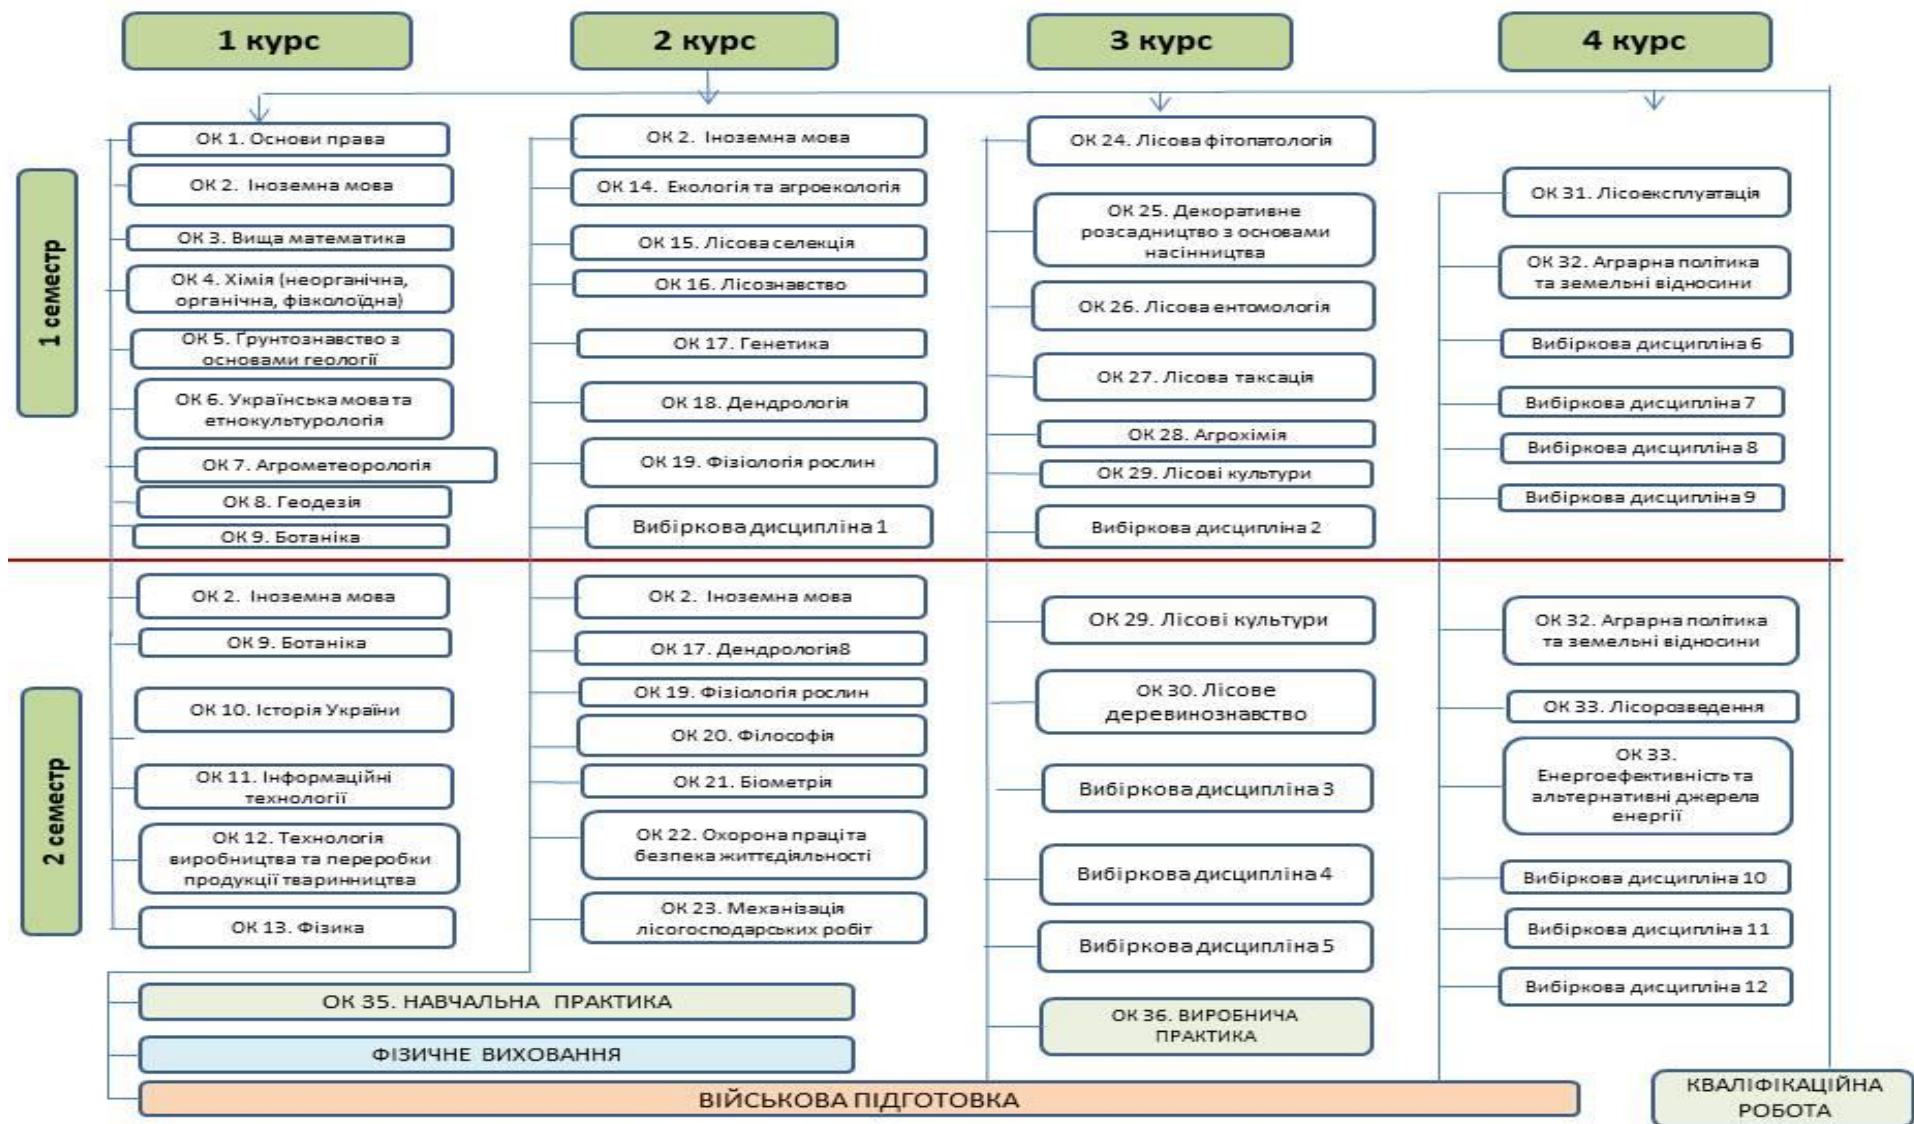 1 курс
2 курс
3 курс
4 курс
1 семестр
ОК 1. Основи права
ОК 2. Іноземна мова
ОК 3. Вища математика
ОК 4. Хімія (неорганічна,
органічна, фізколоїдна)
ОК 5. Ґрунтознавство з
основами геології
ОК 6. Українська мова та
етнокультурологія
ОК 7. Агрометеорологія
ОК 8. Геодезія
ОК 9. Ботаніка
ОК 2. Іноземна мова
ОК 14. Екологія та агроекологія
ОК 15. Лісова селекція
ОК 16. Лісознавство
ОК 17. Генетика
ОК 18. Дендрологія
ОК 19. Фізіологія рослин
Вибіркова дисципліна 1
ОК 24. Лісова фітопатологія
ОК 25. Декоративне
розсадництво з основами
насінництва
ОК 26. Лісова ентомологія
ОК 27. Лісова таксація
ОК 28. Агрохімія
ОК 29. Лісові культури
Вибіркова дисципліна 2
ОК 31. Лісоексплуатація
ОК 32. Аграрна політика
та земельні відносини
Вибіркова дисципліна 6
Вибіркова дисципліна 7
Вибіркова дисципліна 8
Вибіркова дисципліна 9
2 семестр
ОК 2. Іноземна мова
ОК 9. Ботаніка
ОК 10. Історія України
ОК 11. Інформаційні
технології
ОК 12. Технологія
виробництва та переробки
продукції тваринництва
ОК 13. Фізика
ОК 2. Іноземна мова
ОК 17. Дендрологія8
ОК 19. Фізіологія рослин
ОК 20. Філософія
ОК 21. Біометрія
ОК 22. Охорона праці та
безпека життєдіяльності
ОК 23. Механізація
лісогосподарських робіт
ОК 29. Лісові культури
ОК 30. Лісове
деревинознавство
Вибіркова дисципліна 3
Вибіркова дисципліна 4
Вибіркова дисципліна 5
ОК 36. ВИРОБНИЧА
ПРАКТИКА
ОК 32. Аграрна політика
та земельні відносини
ОК 33. Лісорозведення
ОК 33.
Енергоефективність та
альтернативні джерела
енергії
Вибіркова дисципліна 10
Вибіркова дисципліна 11
Вибіркова дисципліна 12
ОК 35. НАВЧАЛЬНА ПРАКТИКА
ФІЗИЧНЕ ВИХОВАННЯ
ВІЙСЬКОВА ПІДГОТОВКА
КВАЛІФІКАЦІЙНА
РОБОТА